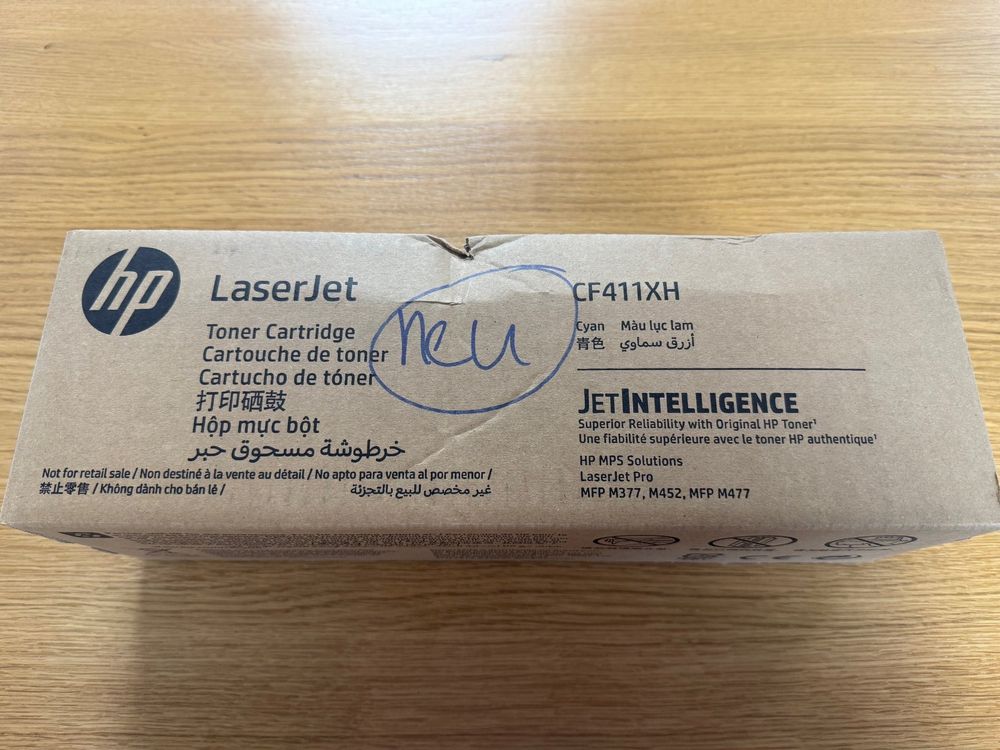 hp
LaserJet
Toner Cartridge
Cartouche de toner
Cartucho de tóner
打印硒鼓
Hộp mực bột
خرطوشة مسحوق حبر
Not for retail sale / Non destiné à la vente au détail / No apto para venta al por menor /
禁止零售 / Không dành cho bán lẻ /
غير مخصص للبيع بالتجزئة
neu
CF411XH
Cyan Màu lục lam
青色 أزرق سماوي
JETINTELLIGENCE
Superior Reliability with Original HP Toner¹
Une fiabilité supérieure avec le toner HP authentique¹
HP MPS Solutions
LaserJet Pro
MFP M377, M452, MFP M477